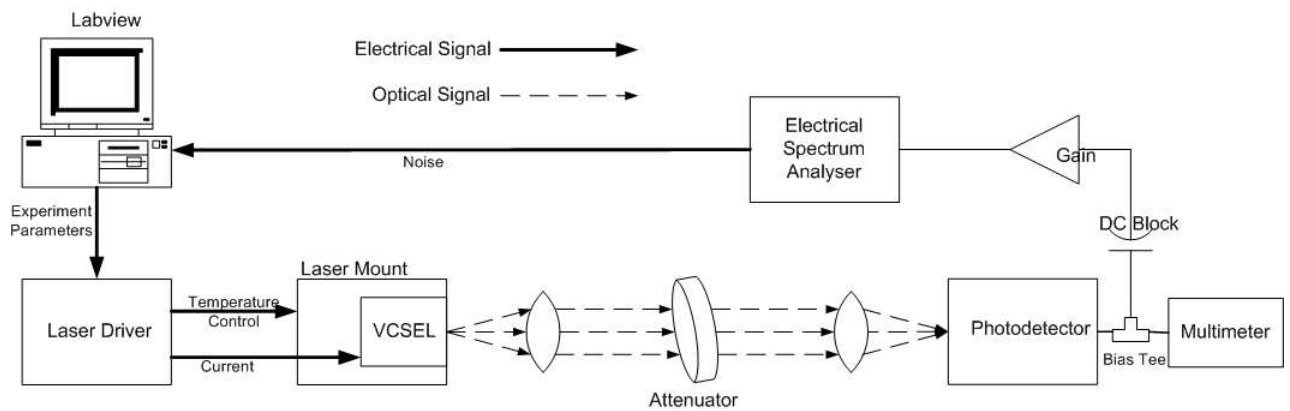 Labview
Electrical Signal
Optical Signal
Electrical
Spectrum
Analyser
Gain
Noise
Experiment
Parameters
DC Block
Laser Mount
Laser Driver
Temperature
Control
Current
VCSEL
Attenuator
Photodetector
Bias Tee
Multimeter